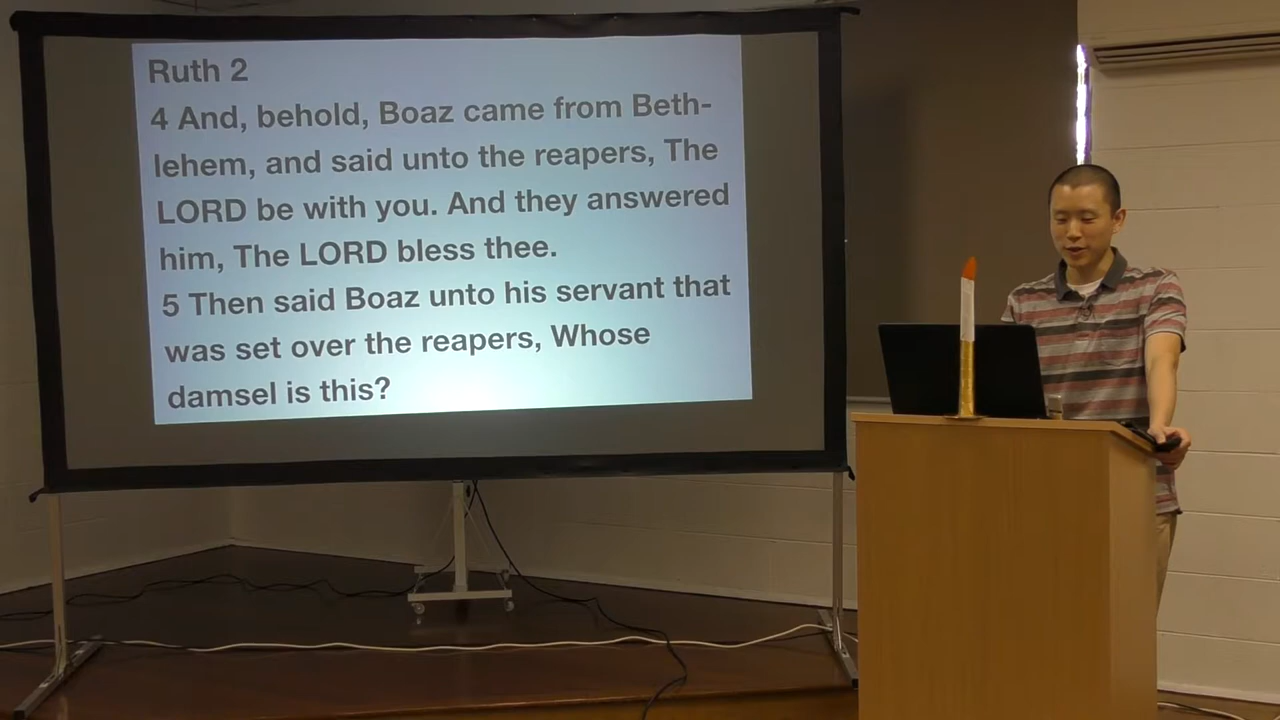 Ruth 2
4 And, behold, Boaz came from Beth-
lehem, and said unto the reapers, The
LORD be with you. And they answered
him, The LORD bless thee.
5 Then said Boaz unto his servant that
was set over the reapers, Whose
damsel is this?